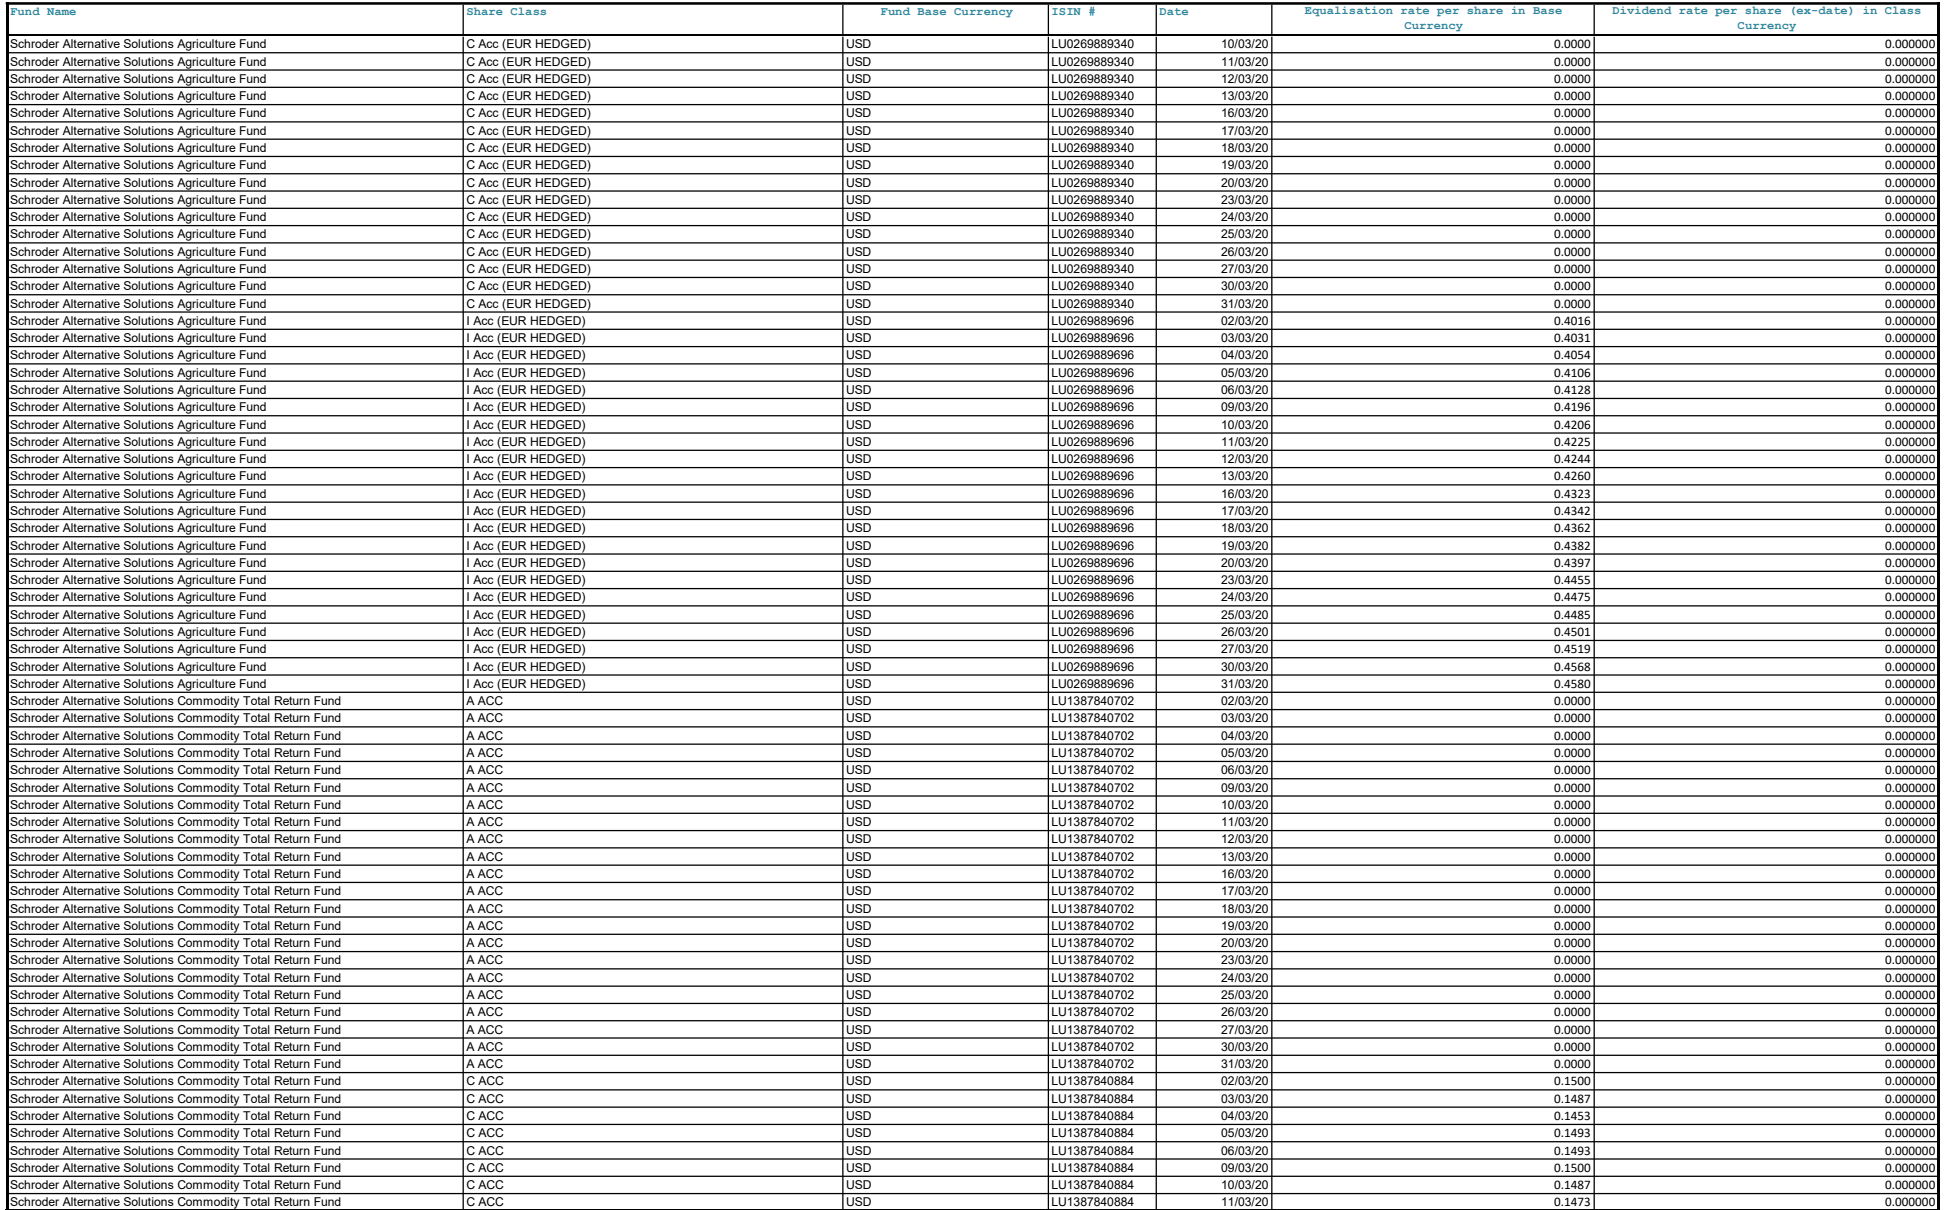 Fund Name Share Class Fund Base Currency ISIN # Date Equalisation rate per share in Base Currency Dividend rate per share (ex-date) in Class Currency
Schroder Alternative Solutions Agriculture Fund C Acc (EUR HEDGED) USD LU0269889340 10/03/20 0.0000 0.000000
Schroder Alternative Solutions Agriculture Fund C Acc (EUR HEDGED) USD LU0269889340 11/03/20 0.0000 0.000000
Schroder Alternative Solutions Agriculture Fund C Acc (EUR HEDGED) USD LU0269889340 12/03/20 0.0000 0.000000
Schroder Alternative Solutions Agriculture Fund C Acc (EUR HEDGED) USD LU0269889340 13/03/20 0.0000 0.000000
Schroder Alternative Solutions Agriculture Fund C Acc (EUR HEDGED) USD LU0269889340 16/03/20 0.0000 0.000000
Schroder Alternative Solutions Agriculture Fund C Acc (EUR HEDGED) USD LU0269889340 17/03/20 0.0000 0.000000
Schroder Alternative Solutions Agriculture Fund C Acc (EUR HEDGED) USD LU0269889340 18/03/20 0.0000 0.000000
Schroder Alternative Solutions Agriculture Fund C Acc (EUR HEDGED) USD LU0269889340 19/03/20 0.0000 0.000000
Schroder Alternative Solutions Agriculture Fund C Acc (EUR HEDGED) USD LU0269889340 20/03/20 0.0000 0.000000
Schroder Alternative Solutions Agriculture Fund C Acc (EUR HEDGED) USD LU0269889340 23/03/20 0.0000 0.000000
Schroder Alternative Solutions Agriculture Fund C Acc (EUR HEDGED) USD LU0269889340 24/03/20 0.0000 0.000000
Schroder Alternative Solutions Agriculture Fund C Acc (EUR HEDGED) USD LU0269889340 25/03/20 0.0000 0.000000
Schroder Alternative Solutions Agriculture Fund C Acc (EUR HEDGED) USD LU0269889340 26/03/20 0.0000 0.000000
Schroder Alternative Solutions Agriculture Fund C Acc (EUR HEDGED) USD LU0269889340 27/03/20 0.0000 0.000000
Schroder Alternative Solutions Agriculture Fund C Acc (EUR HEDGED) USD LU0269889340 30/03/20 0.0000 0.000000
Schroder Alternative Solutions Agriculture Fund C Acc (EUR HEDGED) USD LU0269889340 31/03/20 0.0000 0.000000
Schroder Alternative Solutions Agriculture Fund I Acc (EUR HEDGED) USD LU0269889696 02/03/20 0.4016 0.000000
Schroder Alternative Solutions Agriculture Fund I Acc (EUR HEDGED) USD LU0269889696 03/03/20 0.4031 0.000000
Schroder Alternative Solutions Agriculture Fund I Acc (EUR HEDGED) USD LU0269889696 04/03/20 0.4054 0.000000
Schroder Alternative Solutions Agriculture Fund I Acc (EUR HEDGED) USD LU0269889696 05/03/20 0.4106 0.000000
Schroder Alternative Solutions Agriculture Fund I Acc (EUR HEDGED) USD LU0269889696 06/03/20 0.4128 0.000000
Schroder Alternative Solutions Agriculture Fund I Acc (EUR HEDGED) USD LU0269889696 09/03/20 0.4196 0.000000
Schroder Alternative Solutions Agriculture Fund I Acc (EUR HEDGED) USD LU0269889696 10/03/20 0.4206 0.000000
Schroder Alternative Solutions Agriculture Fund I Acc (EUR HEDGED) USD LU0269889696 11/03/20 0.4225 0.000000
Schroder Alternative Solutions Agriculture Fund I Acc (EUR HEDGED) USD LU0269889696 12/03/20 0.4244 0.000000
Schroder Alternative Solutions Agriculture Fund I Acc (EUR HEDGED) USD LU0269889696 13/03/20 0.4260 0.000000
Schroder Alternative Solutions Agriculture Fund I Acc (EUR HEDGED) USD LU0269889696 16/03/20 0.4323 0.000000
Schroder Alternative Solutions Agriculture Fund I Acc (EUR HEDGED) USD LU0269889696 17/03/20 0.4342 0.000000
Schroder Alternative Solutions Agriculture Fund I Acc (EUR HEDGED) USD LU0269889696 18/03/20 0.4362 0.000000
Schroder Alternative Solutions Agriculture Fund I Acc (EUR HEDGED) USD LU0269889696 19/03/20 0.4382 0.000000
Schroder Alternative Solutions Agriculture Fund I Acc (EUR HEDGED) USD LU0269889696 20/03/20 0.4397 0.000000
Schroder Alternative Solutions Agriculture Fund I Acc (EUR HEDGED) USD LU0269889696 23/03/20 0.4455 0.000000
Schroder Alternative Solutions Agriculture Fund I Acc (EUR HEDGED) USD LU0269889696 24/03/20 0.4475 0.000000
Schroder Alternative Solutions Agriculture Fund I Acc (EUR HEDGED) USD LU0269889696 25/03/20 0.4485 0.000000
Schroder Alternative Solutions Agriculture Fund I Acc (EUR HEDGED) USD LU0269889696 26/03/20 0.4501 0.000000
Schroder Alternative Solutions Agriculture Fund I Acc (EUR HEDGED) USD LU0269889696 27/03/20 0.4519 0.000000
Schroder Alternative Solutions Agriculture Fund I Acc (EUR HEDGED) USD LU0269889696 30/03/20 0.4568 0.000000
Schroder Alternative Solutions Agriculture Fund I Acc (EUR HEDGED) USD LU0269889696 31/03/20 0.4580 0.000000
Schroder Alternative Solutions Commodity Total Return Fund A ACC USD LU1387840702 02/03/20 0.0000 0.000000
Schroder Alternative Solutions Commodity Total Return Fund A ACC USD LU1387840702 03/03/20 0.0000 0.000000
Schroder Alternative Solutions Commodity Total Return Fund A ACC USD LU1387840702 04/03/20 0.0000 0.000000
Schroder Alternative Solutions Commodity Total Return Fund A ACC USD LU1387840702 05/03/20 0.0000 0.000000
Schroder Alternative Solutions Commodity Total Return Fund A ACC USD LU1387840702 06/03/20 0.0000 0.000000
Schroder Alternative Solutions Commodity Total Return Fund A ACC USD LU1387840702 09/03/20 0.0000 0.000000
Schroder Alternative Solutions Commodity Total Return Fund A ACC USD LU1387840702 10/03/20 0.0000 0.000000
Schroder Alternative Solutions Commodity Total Return Fund A ACC USD LU1387840702 11/03/20 0.0000 0.000000
Schroder Alternative Solutions Commodity Total Return Fund A ACC USD LU1387840702 12/03/20 0.0000 0.000000
Schroder Alternative Solutions Commodity Total Return Fund A ACC USD LU1387840702 13/03/20 0.0000 0.000000
Schroder Alternative Solutions Commodity Total Return Fund A ACC USD LU1387840702 16/03/20 0.0000 0.000000
Schroder Alternative Solutions Commodity Total Return Fund A ACC USD LU1387840702 17/03/20 0.0000 0.000000
Schroder Alternative Solutions Commodity Total Return Fund A ACC USD LU1387840702 18/03/20 0.0000 0.000000
Schroder Alternative Solutions Commodity Total Return Fund A ACC USD LU1387840702 19/03/20 0.0000 0.000000
Schroder Alternative Solutions Commodity Total Return Fund A ACC USD LU1387840702 20/03/20 0.0000 0.000000
Schroder Alternative Solutions Commodity Total Return Fund A ACC USD LU1387840702 23/03/20 0.0000 0.000000
Schroder Alternative Solutions Commodity Total Return Fund A ACC USD LU1387840702 24/03/20 0.0000 0.000000
Schroder Alternative Solutions Commodity Total Return Fund A ACC USD LU1387840702 25/03/20 0.0000 0.000000
Schroder Alternative Solutions Commodity Total Return Fund A ACC USD LU1387840702 26/03/20 0.0000 0.000000
Schroder Alternative Solutions Commodity Total Return Fund A ACC USD LU1387840702 27/03/20 0.0000 0.000000
Schroder Alternative Solutions Commodity Total Return Fund A ACC USD LU1387840702 30/03/20 0.0000 0.000000
Schroder Alternative Solutions Commodity Total Return Fund A ACC USD LU1387840702 31/03/20 0.0000 0.000000
Schroder Alternative Solutions Commodity Total Return Fund C ACC USD LU1387840884 02/03/20 0.1500 0.000000
Schroder Alternative Solutions Commodity Total Return Fund C ACC USD LU1387840884 03/03/20 0.1487 0.000000
Schroder Alternative Solutions Commodity Total Return Fund C ACC USD LU1387840884 04/03/20 0.1453 0.000000
Schroder Alternative Solutions Commodity Total Return Fund C ACC USD LU1387840884 05/03/20 0.1493 0.000000
Schroder Alternative Solutions Commodity Total Return Fund C ACC USD LU1387840884 06/03/20 0.1493 0.000000
Schroder Alternative Solutions Commodity Total Return Fund C ACC USD LU1387840884 09/03/20 0.1500 0.000000
Schroder Alternative Solutions Commodity Total Return Fund C ACC USD LU1387840884 10/03/20 0.1487 0.000000
Schroder Alternative Solutions Commodity Total Return Fund C ACC USD LU1387840884 11/03/20 0.1473 0.000000